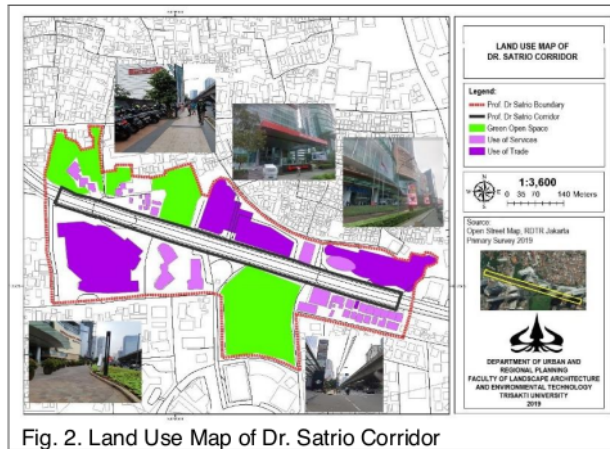 LAND USE MAP OF
DR. SATRIO CORRIDOR
Legend:
Prof. Dr Satrio Boundary
Prof. Dr Satrio Corridor
Green Open Space
Use of Services
Use of Trade
1:3,600
N
W E
S
0 35 70 140 Meters
Source:
Open Street Map, RDTR Jakarta
Primary Survey 2019
DEPARTMENT OF URBAN AND
REGIONAL PLANNING
FACULTY OF LANDSCAPE ARCHITECTURE
AND ENVIRONMENTAL TECHNOLOGY
TRISAKTI UNIVERSITY
2019
Fig. 2. Land Use Map of Dr. Satrio Corridor